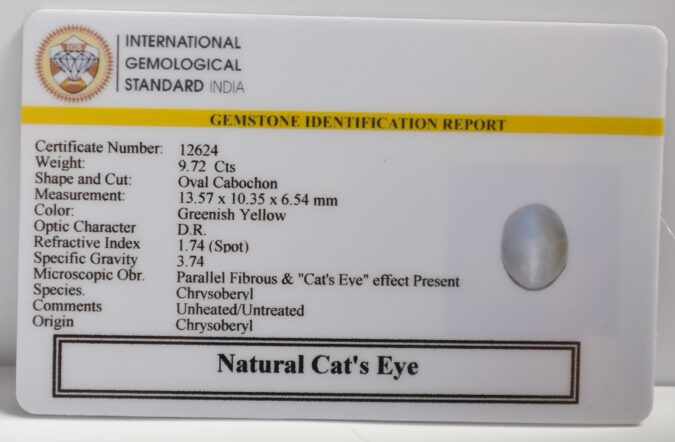 IGS
INTERNATIONAL
GEMOLOGICAL
STANDARD INDIA
GEMSTONE IDENTIFICATION REPORT
Certificate Number: 12624
Weight: 9.72 Cts
Shape and Cut: Oval Cabochon
Measurement: 13.57 x 10.35 x 6.54 mm
Color: Greenish Yellow
Optic Character D.R.
Refractive Index 1.74 (Spot)
Specific Gravity 3.74
Microscopic Obr. Parallel Fibrous & "Cat's Eye" effect Present
Species. Chrysoberyl
Comments Unheated/Untreated
Origin Chrysoberyl
Natural Cat's Eye